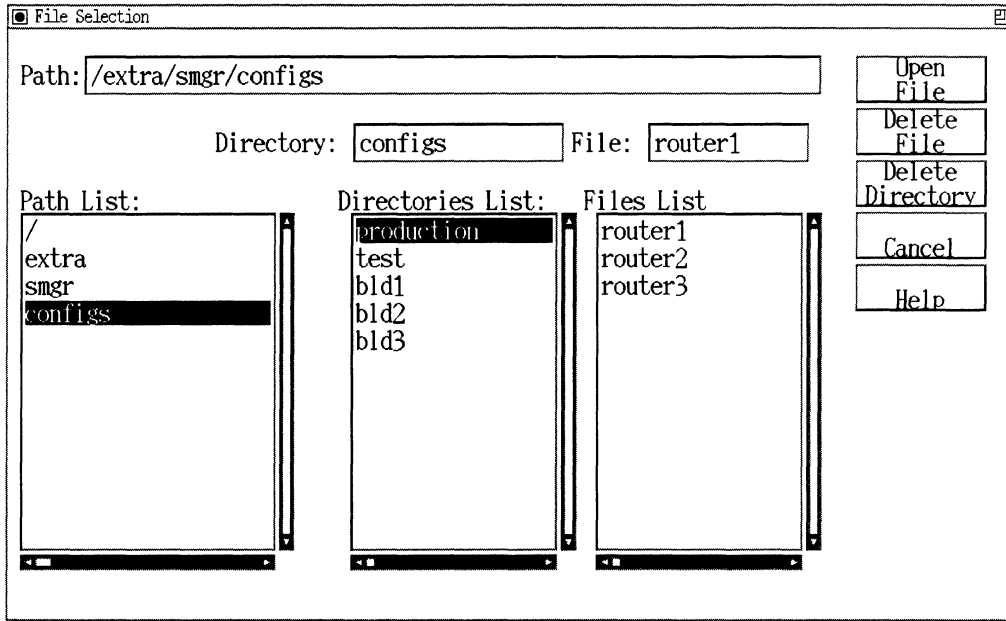 File Selection
Path: /extra/smgr/configs
Directory: configs File: router1
Open
File
Delete
File
Delete
Directory
Cancel
Help
Path List:
/
extra
smgr
configs
Directories List:
production
test
bld1
bld2
bld3
Files List
router1
router2
router3